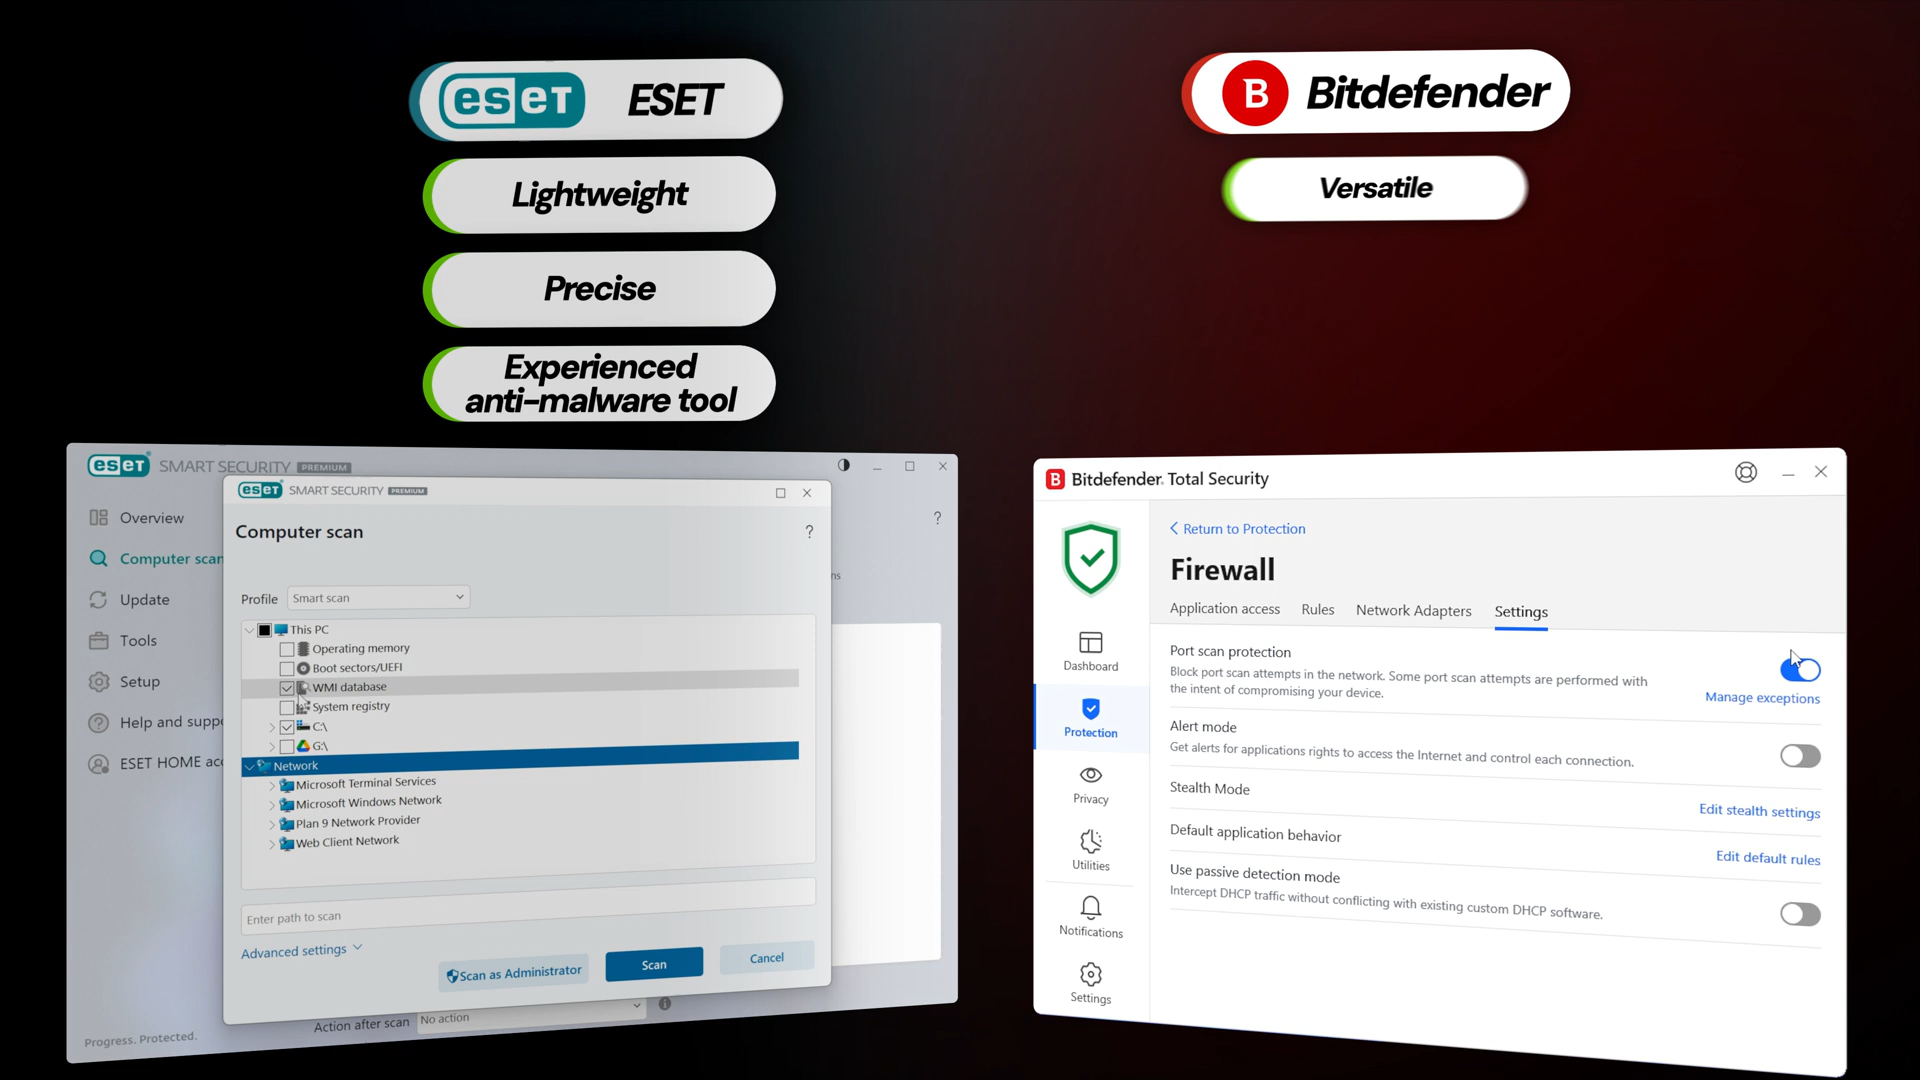 eset ESET
Lightweight
Precise
Experienced
anti-malware tool
B Bitdefender
Versatile
eset SMART SECURITY PREMIUM
Overview
Computer scan
Update
Tools
Setup
Help and suppo
ESET HOME acc
Progress. Protected.
?
ns
eset SMART SECURITY PREMIUM
Computer scan
?
Profile Smart scan
This PC
Operating memory
Boot sectors/UEFI
WMI database
System registry
C:\
G:\
Network
Microsoft Terminal Services
Microsoft Windows Network
Plan 9 Network Provider
Web Client Network
Enter path to scan
Advanced settings
Scan as Administrator
Scan
Cancel
Action after scan No action
B Bitdefender Total Security
Dashboard
Protection
Privacy
Utilities
Notifications
Settings
Return to Protection
Firewall
Application access Rules Network Adapters Settings
Port scan protection
Block port scan attempts in the network. Some port scan attempts are performed with
the intent of compromising your device.
Manage exceptions
Alert mode
Get alerts for applications rights to access the Internet and control each connection.
Stealth Mode
Edit stealth settings
Default application behavior
Edit default rules
Use passive detection mode
Intercept DHCP traffic without conflicting with existing custom DHCP software.